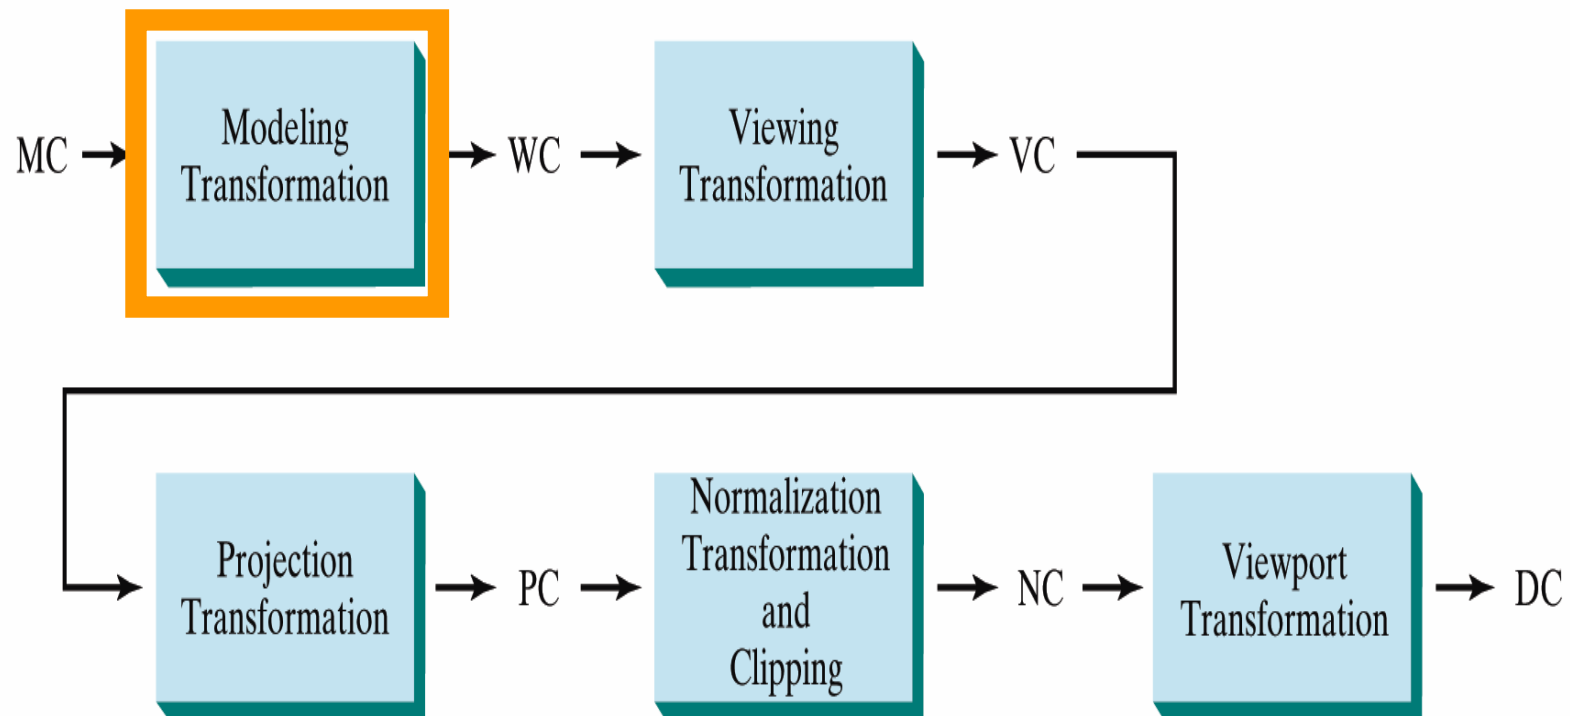 MC
Modeling
Transformation
WC
Viewing
Transformation
VC
Projection
Transformation
PC
Normalization
Transformation
and
Clipping
NC
Viewport
Transformation
DC